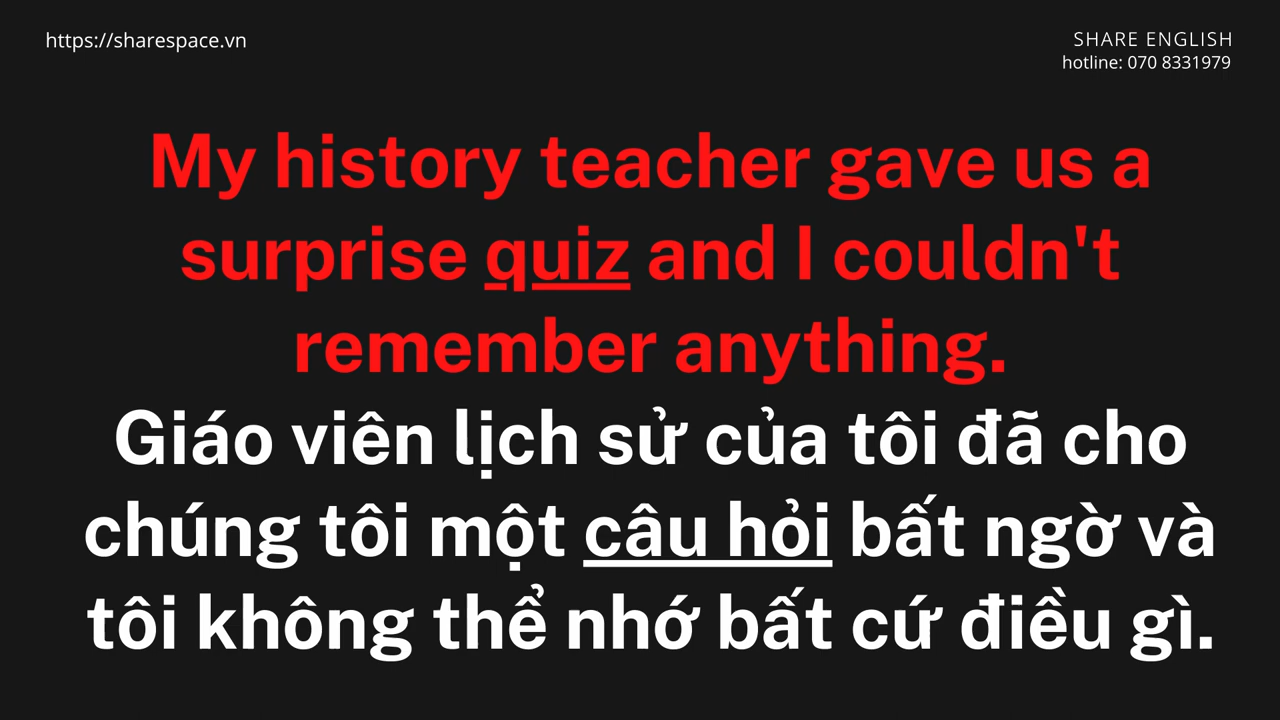 https://sharespace.vn
SHARE ENGLISH
hotline: 070 8331979
My history teacher gave us a
surprise quiz and I couldn't
remember anything.
Giáo viên lịch sử của tôi đã cho
chúng tôi một câu hỏi bất ngờ và
tôi không thể nhớ bất cứ điều gì.